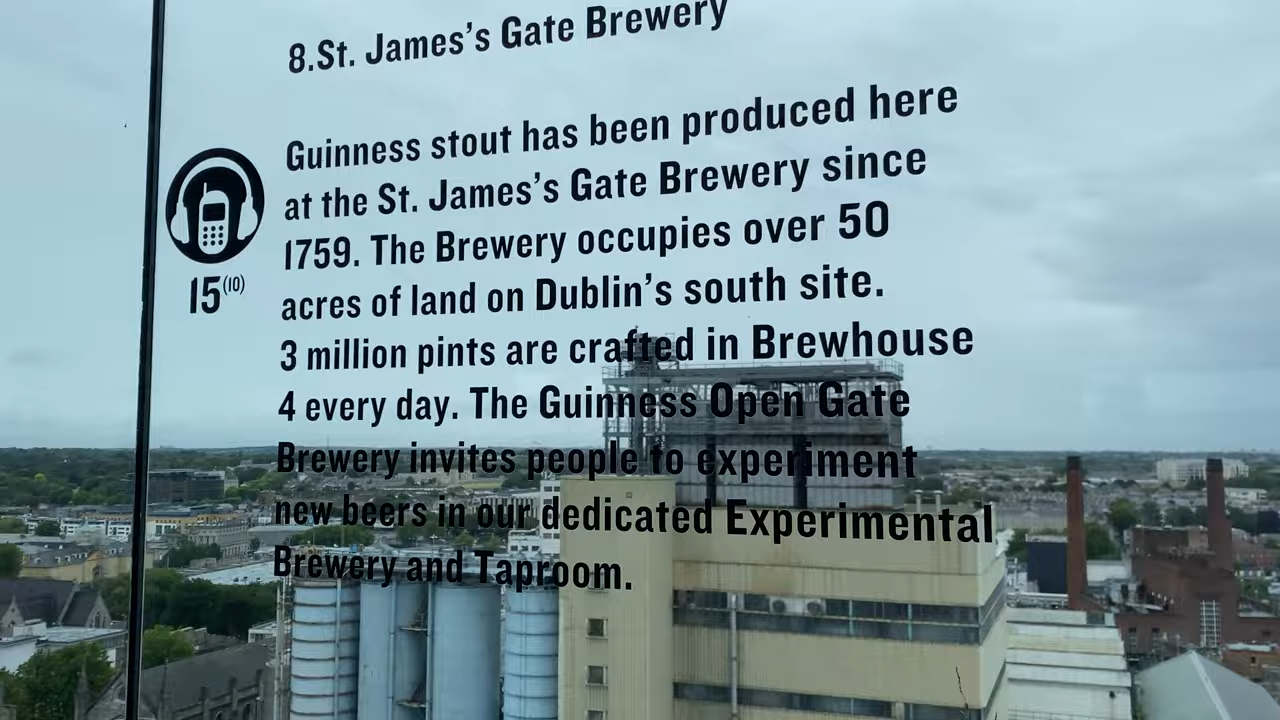 8.St. James's Gate Brewery
Guinness stout has been produced here
at the St. James's Gate Brewery since
1759. The Brewery occupies over 50
acres of land on Dublin's south site.
3 million pints are crafted in Brewhouse
4 every day. The Guinness Open Gate
Brewery invites people to experiment
new beers in our dedicated Experimental
Brewery and Taproom.
15(10)